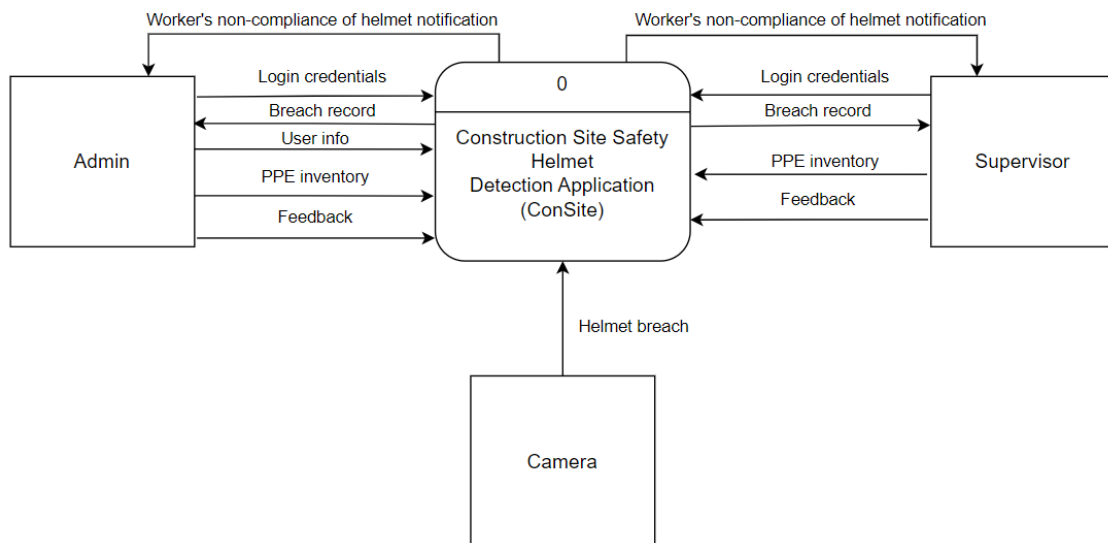 Worker's non-compliance of helmet notification
Worker's non-compliance of helmet notification
Login credentials
Breach record
User info
PPE inventory
Feedback
Admin
0
Construction Site Safety
Helmet
Detection Application
(ConSite)
Login credentials
Breach record
PPE inventory
Feedback
Supervisor
Helmet breach
Camera